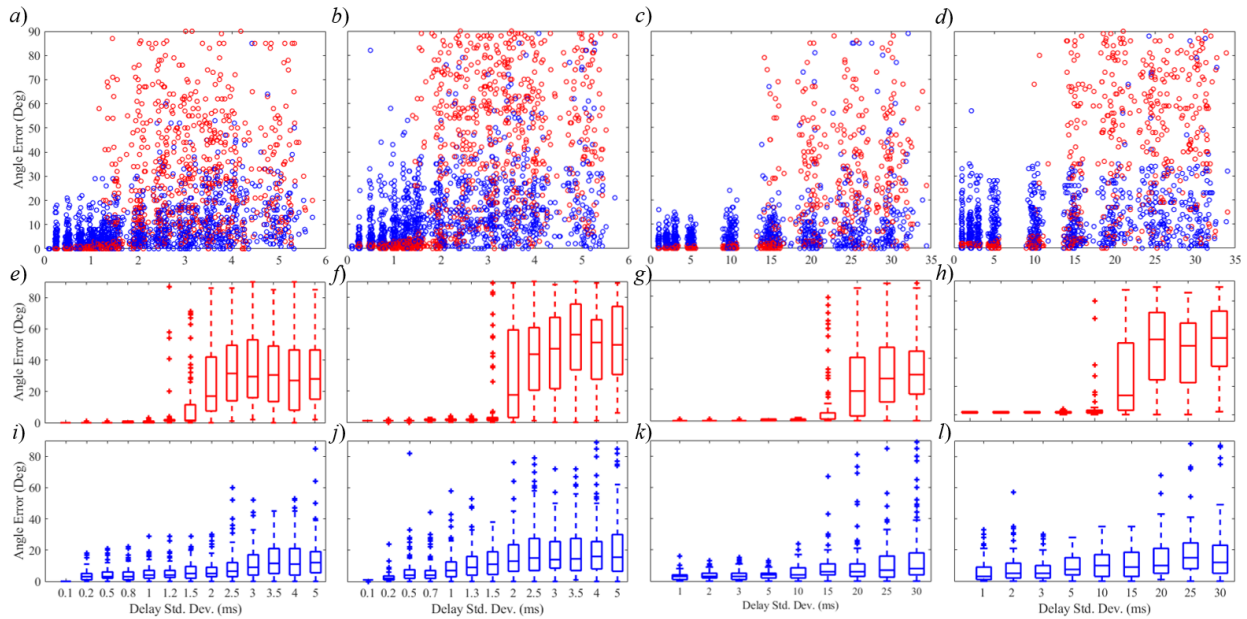 a) b) c) d)
90
80
70
60
50
40
30
20
10
0
Angle Error (Deg)
0 1 2 3 4 5 6 0 1 2 3 4 5 6 0 5 10 15 20 25 30 35 0 5 10 15 20 25 30 35
e) f) g) h)
80
60
40
20
0
Angle Error (Deg
i) j) k) l)
80
60
40
20
0
Angle Error (Deg)
0.1 0.2 0.5 0.8 1 1.2 1.5 2 2.5 3 3.5 4 5 0.1 0.2 0.5 0.7 1 1.3 1.5 2 2.5 3 3.5 4 5 1 2 3 5 10 15 20 25 30 1 2 3 5 10 15 20 25 30
Delay Std. Dev. (ms) Delay Std. Dev. (ms) Delay Std. Dev. (ms) Delay Std. Dev. (ms)